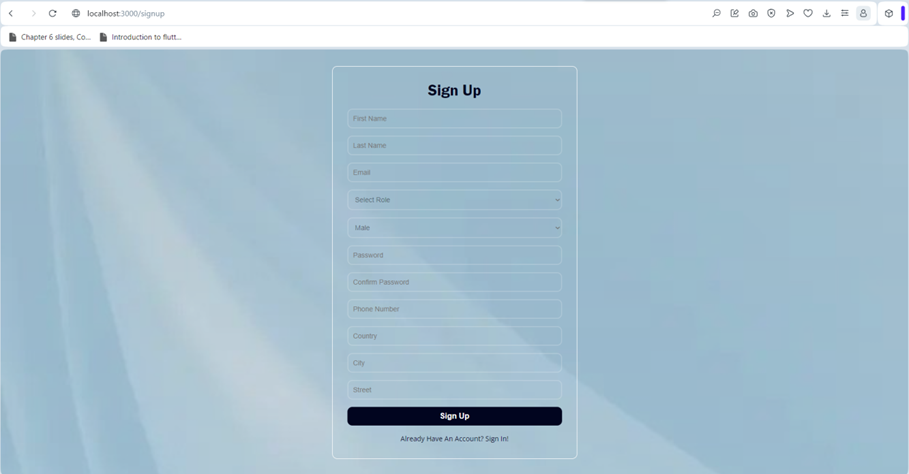 localhost:3000/signup
Chapter 6 slides, Co... Introduction to flutt...
Sign Up
First Name
Last Name
Email
Select Role
Male
Password
Confirm Password
Phone Number
Country
City
Street
Sign Up
Already Have An Account? Sign In!